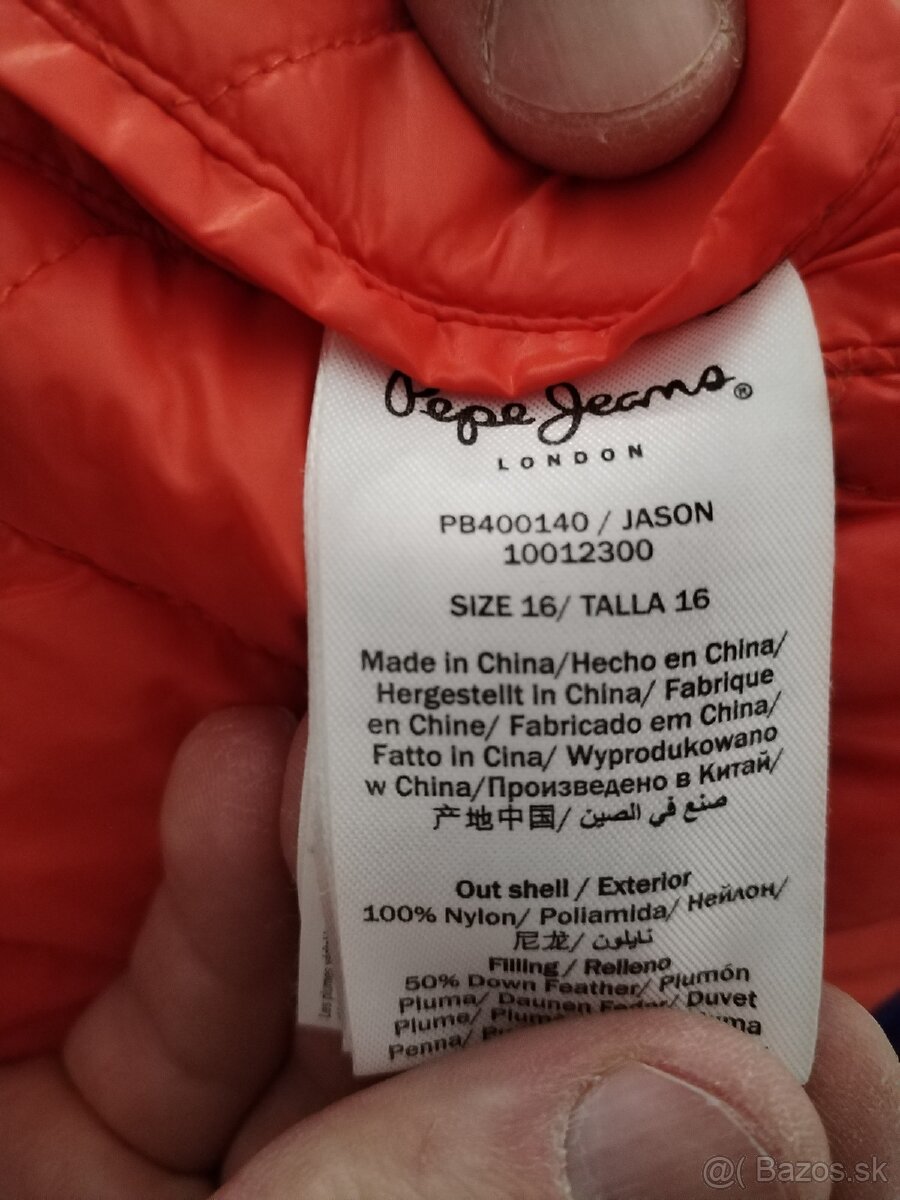 Pepe Jeans®
LONDON
PB400140 / JASON
10012300
SIZE 16/ TALLA 16
Made in China/Hecho en China/
Hergestellt in China/ Fabrique
en Chine/ Fabricado em China/
Fatto in Cina/ Wyprodukowano
w China/Произведено в Китай/
产地中国/ صنع في الصين
Out shell / Exterior
100% Nylon/ Poliamida/ Нейлон/
尼龙/ نايلون
Filling / Relleno
50% Down Feather/ Plumón
Pluma/ Daunen Feder/ Duvet
Plume/
Penna/
@( Bazos.sk